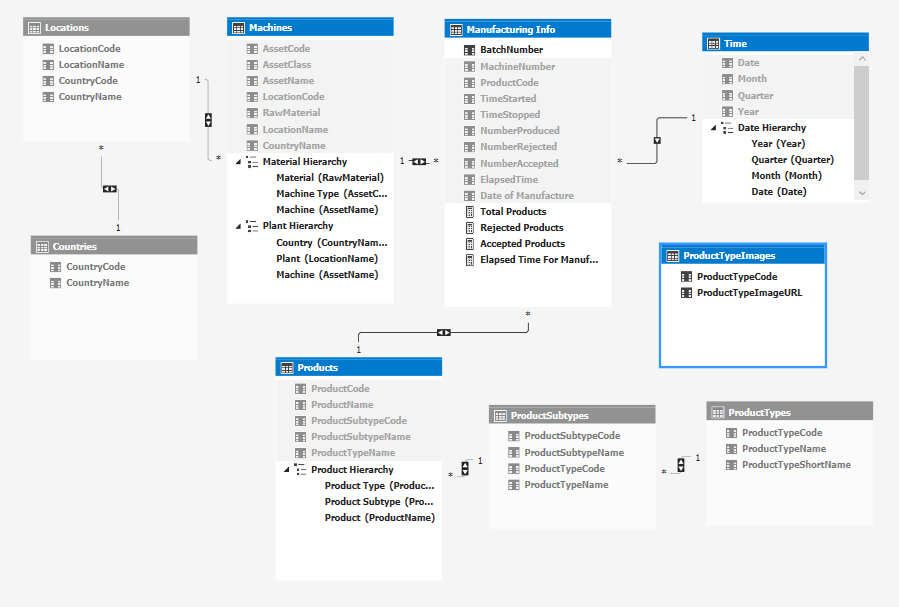 Locations
LocationCode
LocationName
CountryCode
CountryName
Machines
AssetCode
AssetClass
AssetName
LocationCode
RawMaterial
LocationName
CountryName
Material Hierarchy
Material (RawMaterial)
Machine Type (AssetC...
Machine (AssetName)
Plant Hierarchy
Country (CountryNam...
Plant (LocationName)
Machine (AssetName)
Manufacturing Info
BatchNumber
MachineNumber
ProductCode
TimeStarted
TimeStopped
NumberProduced
NumberRejected
NumberAccepted
ElapsedTime
Date of Manufacture
Total Products
Rejected Products
Accepted Products
Elapsed Time For Manuf...
Time
Date
Month
Quarter
Year
Date Hierarchy
Year (Year)
Quarter (Quarter)
Month (Month)
Date (Date)
1
*
1
*
*
1
*
1
Countries
CountryCode
CountryName
ProductTypeImages
ProductTypeCode
ProductTypeImageURL
*
1
Products
ProductCode
ProductName
ProductSubtypeCode
ProductSubtypeName
ProductTypeName
Product Hierarchy
Product Type (Produc...
Product Subtype (Pro...
Product (ProductName)
*
1
ProductSubtypes
ProductSubtypeCode
ProductSubtypeName
ProductTypeCode
ProductTypeName
*
1
ProductTypes
ProductTypeCode
ProductTypeName
ProductTypeShortName